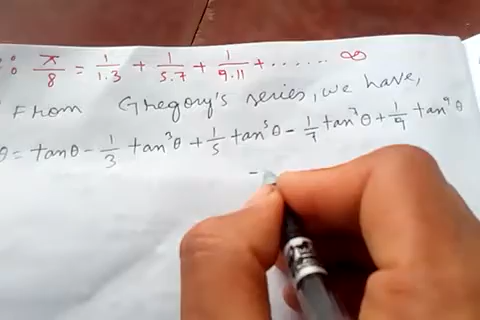 ∴ π/8 = 1/1.3 + 1/5.7 + 1/9.11 + ...... ∞
From Gregory's series, we have,
θ = tanθ - 1/3 tan³θ + 1/5 tan⁵θ - 1/7 tan⁷θ + 1/9 tan⁹θ
-